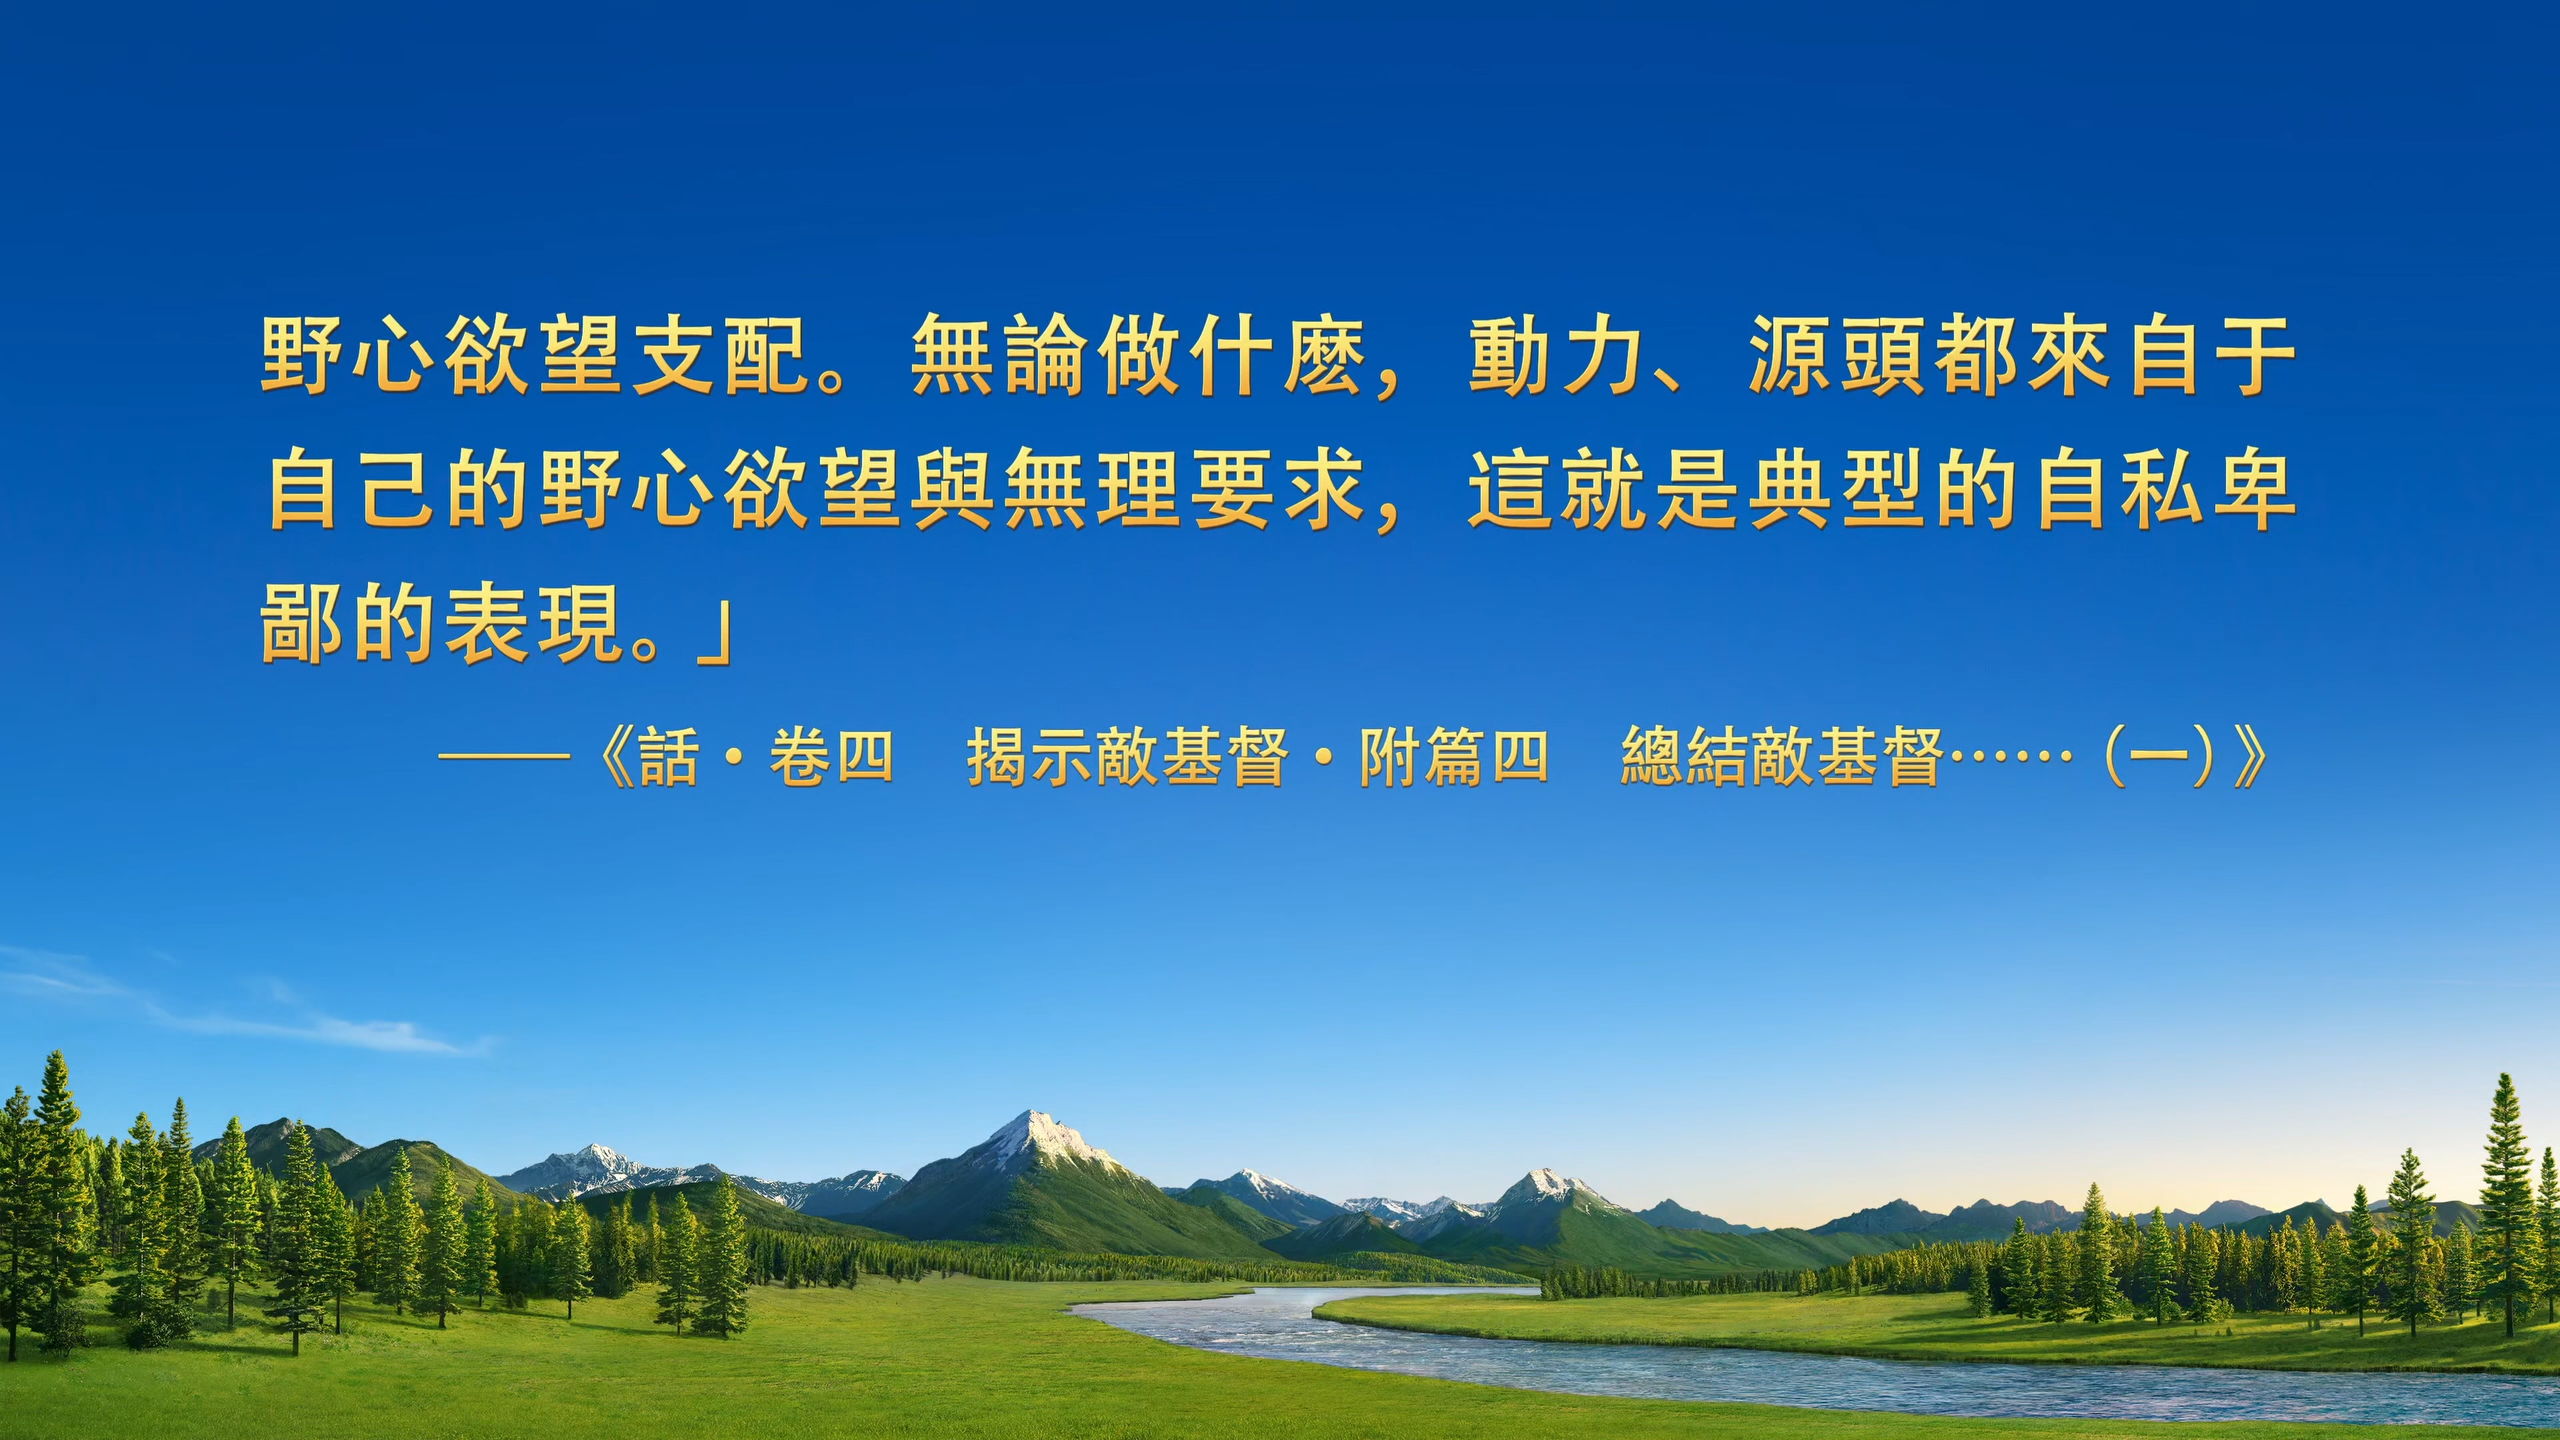 野心欲望支配。無論做什麽，動力、源頭都來自于
自己的野心欲望與無理要求，這就是典型的自私卑
鄙的表現。」
——《話・卷四　揭示敵基督・附篇四　總結敵基督……（一）》